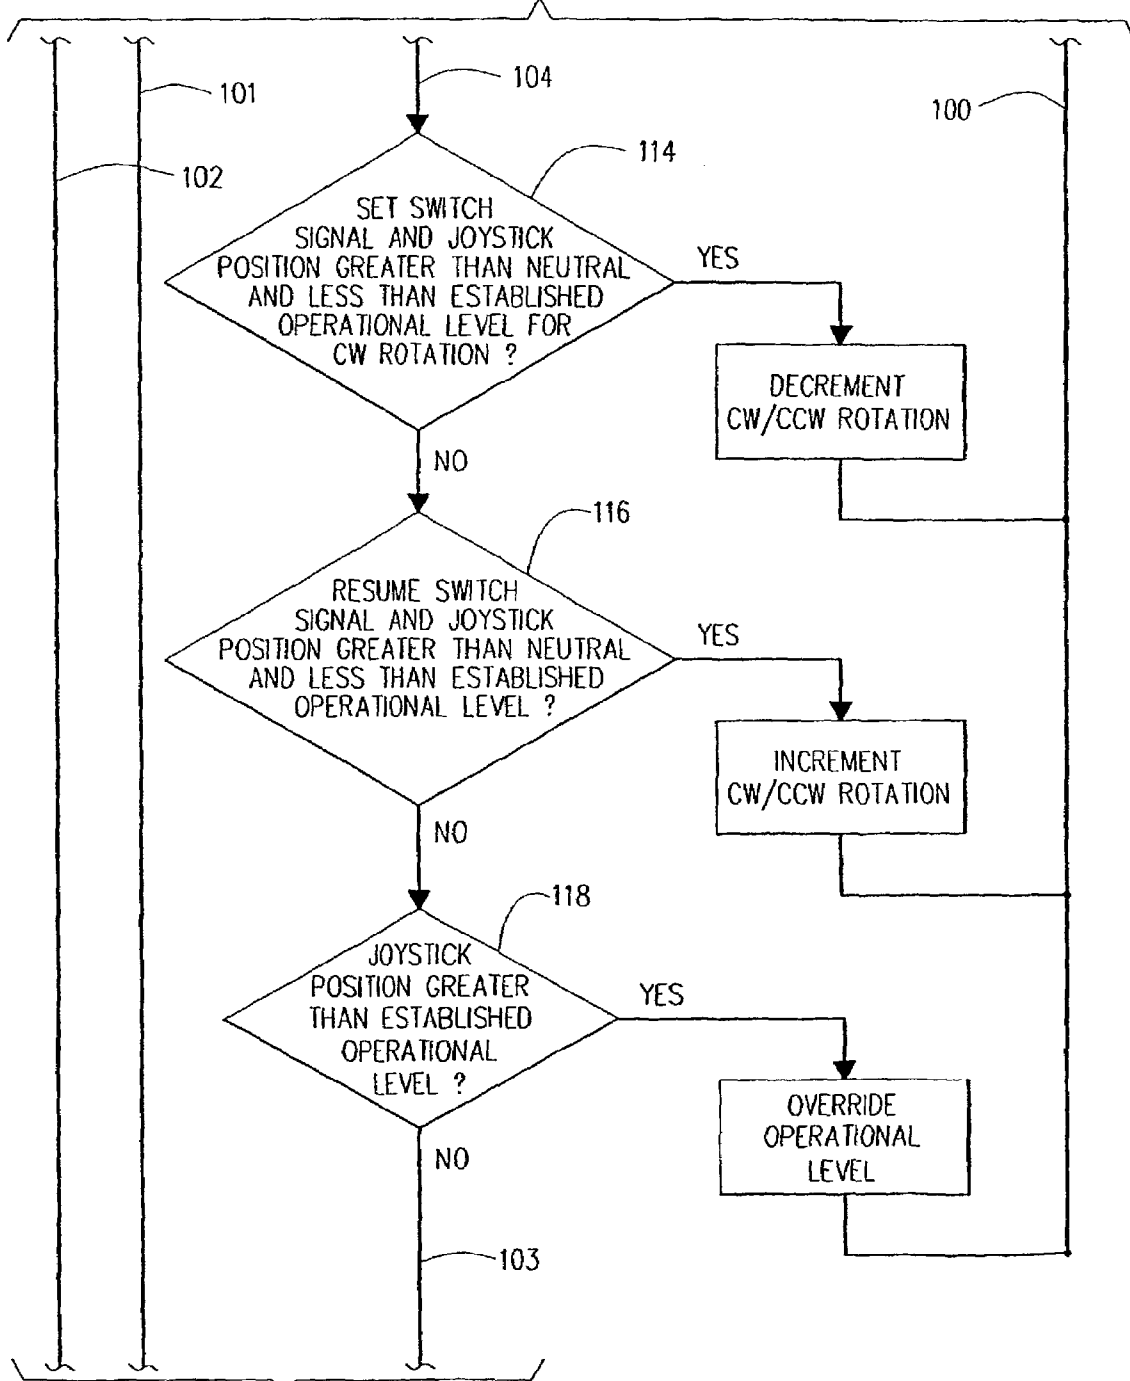 104
101
100
102
114
SET SWITCH
SIGNAL AND JOYSTICK
POSITION GREATER THAN NEUTRAL
AND LESS THAN ESTABLISHED
OPERATIONAL LEVEL FOR
CW ROTATION ?
YES
DECREMENT
CW/CCW ROTATION
NO
116
RESUME SWITCH
SIGNAL AND JOYSTICK
POSITION GREATER THAN NEUTRAL
AND LESS THAN ESTABLISHED
OPERATIONAL LEVEL ?
YES
INCREMENT
CW/CCW ROTATION
NO
118
JOYSTICK
POSITION GREATER
THAN ESTABLISHED
OPERATIONAL
LEVEL ?
YES
OVERRIDE
OPERATIONAL
LEVEL
NO
103